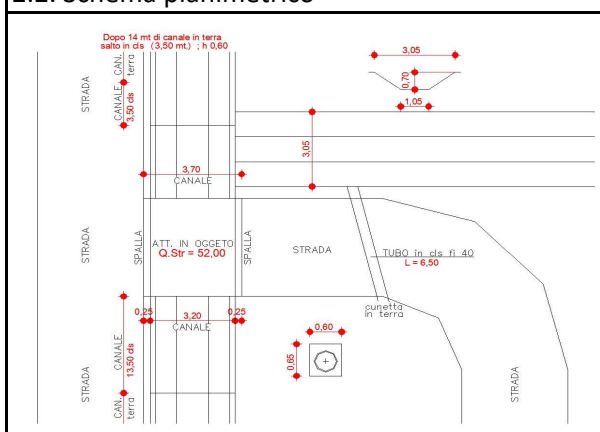 2.2. Schema planimetrico
Dopo 14 mt di canale in terra
salto in cls (3,50 mt.) ; h 0,60
STRADA
CANALE
3,50 cls
CAN.
terra
3,05
0,70
1,05
3,05
3,70
CANALE
STRADA
SPALLA
ATT. IN OGGETO
Q.Str = 52,00
SPALLA
STRADA
TUBO in cls fi 40
L = 6,50
cunetta
in terra
0,25
3,20
0,25
CANALE
0,60
0,65
STRADA
CANALE
13,50 cls
CAN.
terra
STRADA